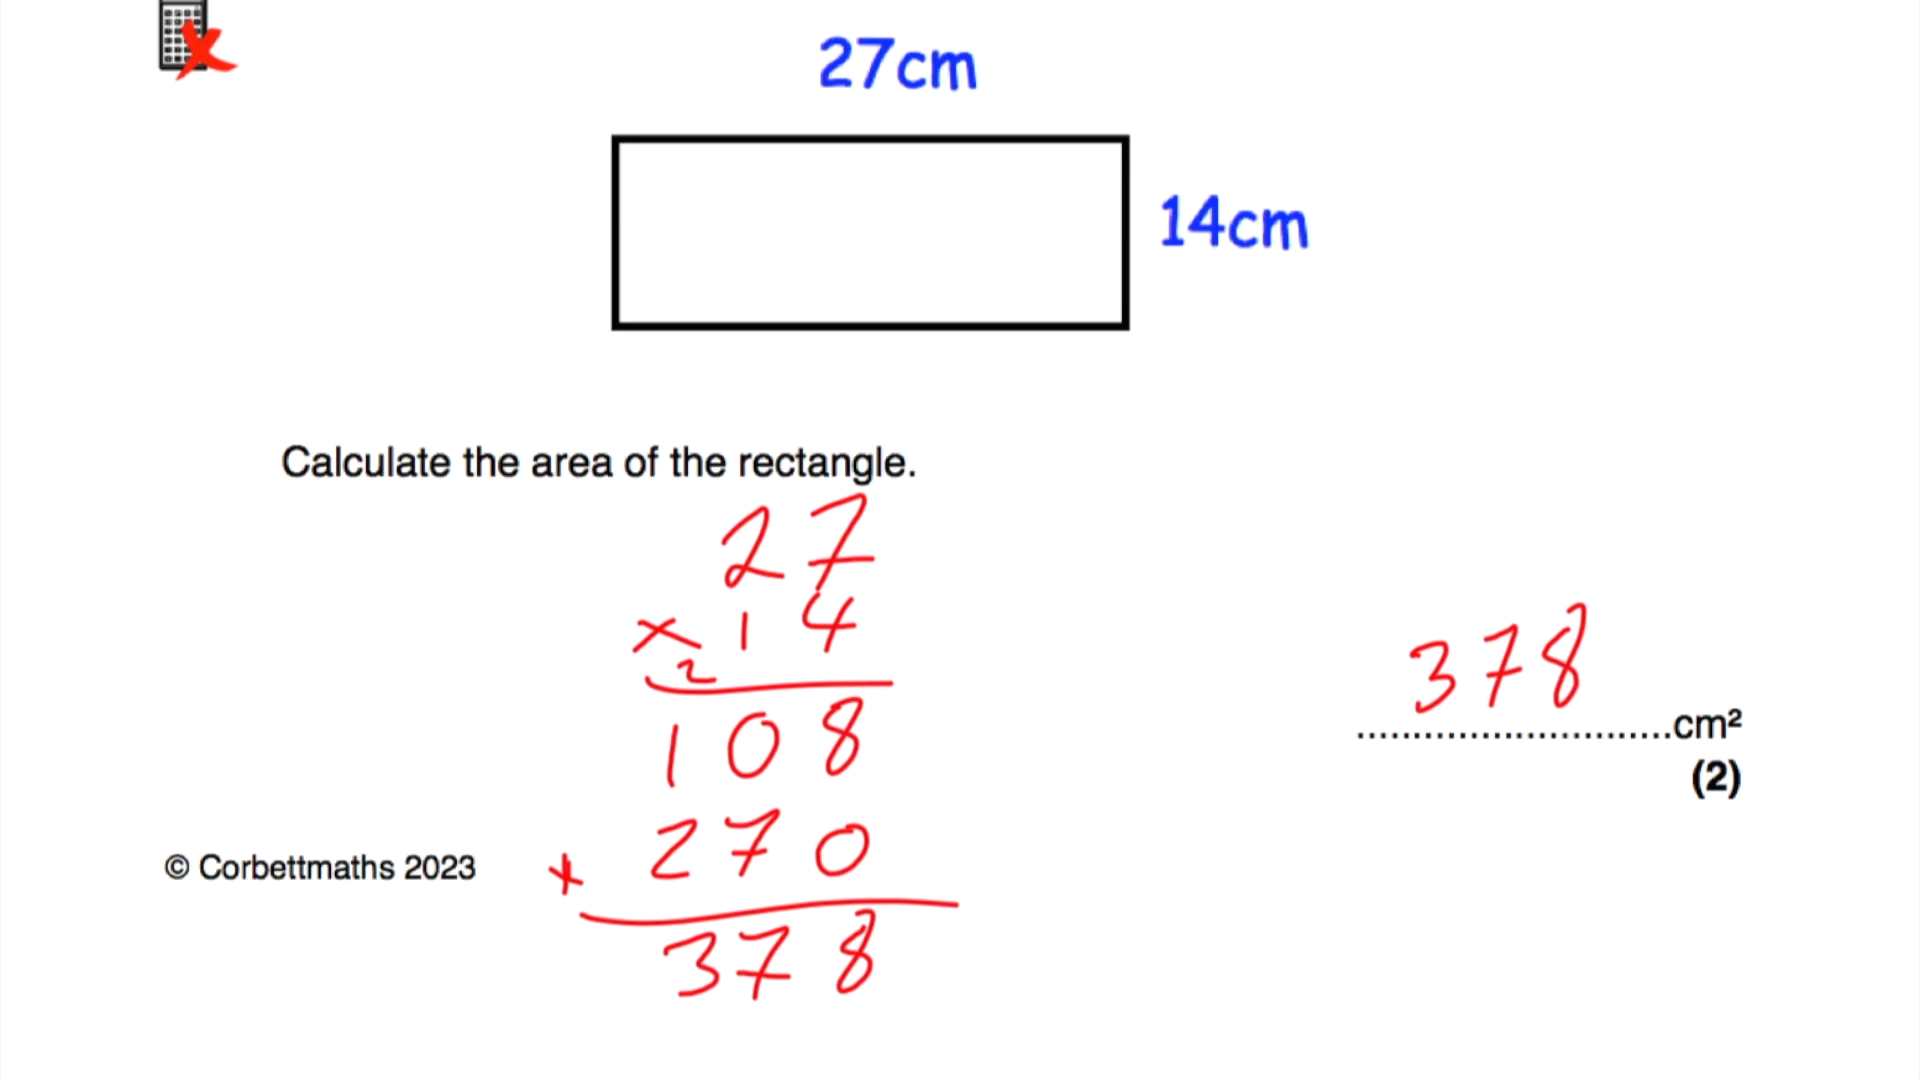 27cm
14cm
Calculate the area of the rectangle.
27
× 14
2
108
+ 270
378
378
............................cm²
(2)
© Corbettmaths 2023